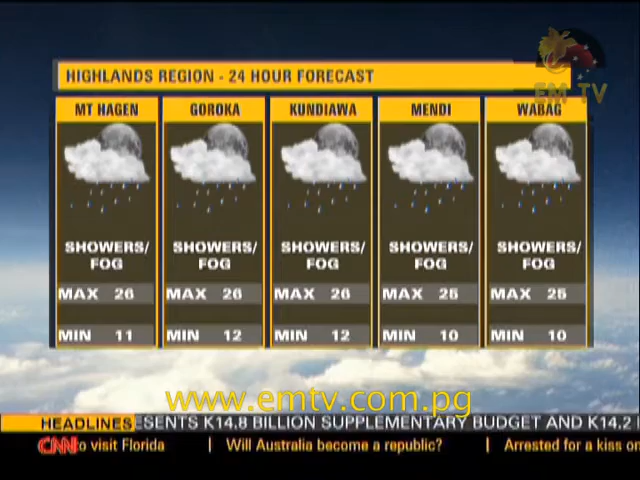 EM TV
HIGHLANDS REGION - 24 HOUR FORECAST
MT HAGEN
SHOWERS/
FOG
MAX 26
MIN 11
GOROKA
SHOWERS/
FOG
MAX 26
MIN 12
KUNDIAWA
SHOWERS/
FOG
MAX 26
MIN 12
MENDI
SHOWERS/
FOG
MAX 25
MIN 10
WABAG
SHOWERS/
FOG
MAX 25
MIN 10
www.emtv.com.pg
HEADLINES ESENTS K14.8 BILLION SUPPLEMENTARY BUDGET AND K14.2
CNN to visit Florida | Will Australia become a republic? | Arrested for a kiss on